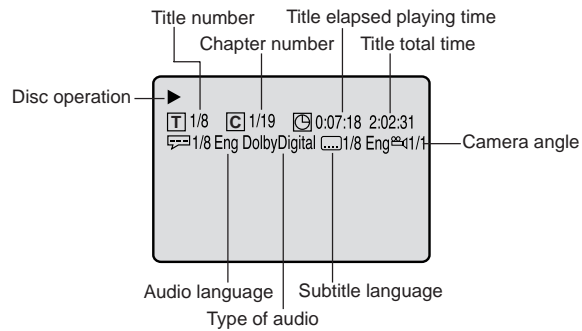 Title number
Title elapsed playing time
Chapter number
Title total time
Disc operation
T 1/8 C 1/19 0:07:18 2:02:31
1/8 Eng DolbyDigital 1/8 Eng 1/1
Camera angle
Audio language
Subtitle language
Type of audio